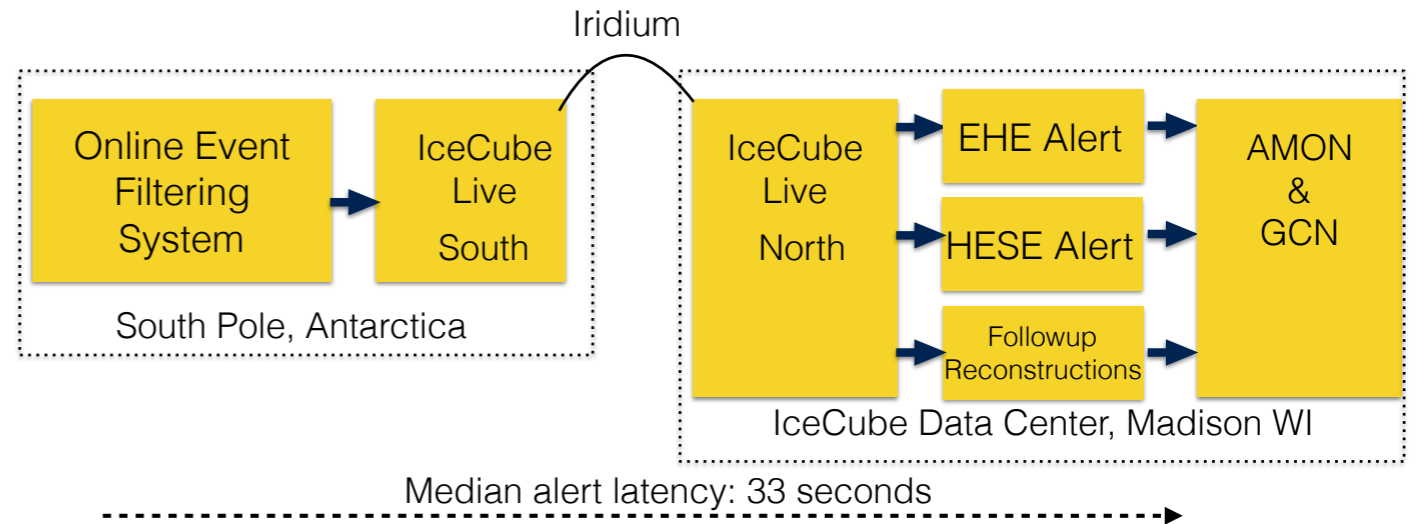 Iridium
Online Event
Filtering
System
IceCube
Live
South
South Pole, Antarctica
IceCube
Live
North
EHE Alert
HESE Alert
Followup
Reconstructions
AMON
&
GCN
IceCube Data Center, Madison WI
Median alert latency: 33 seconds